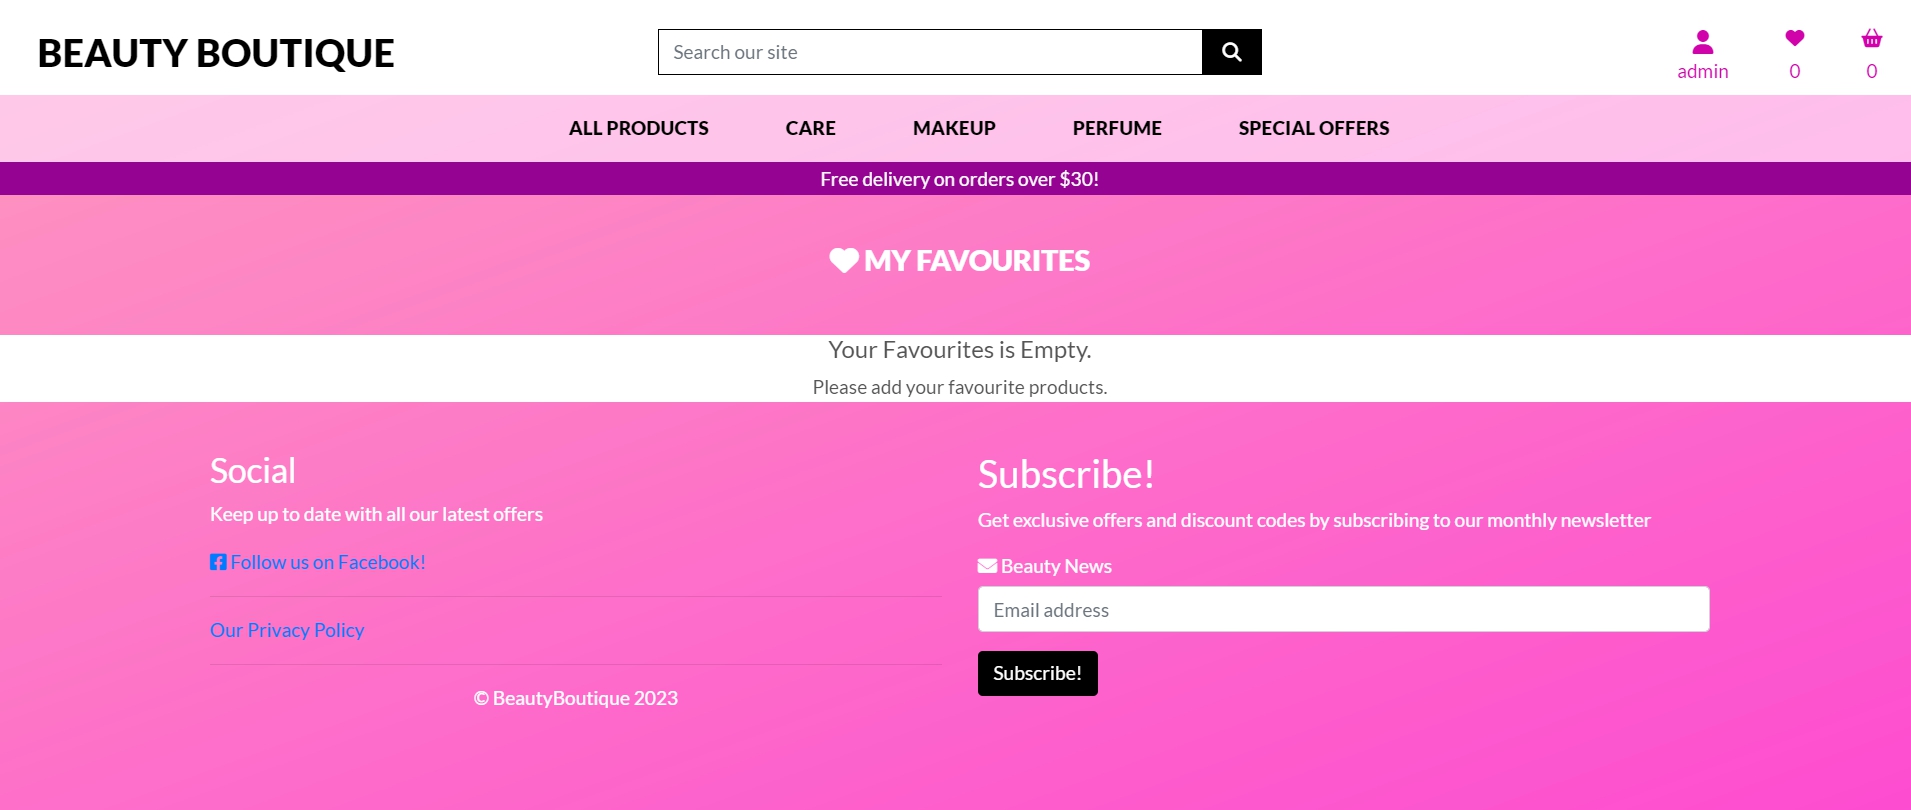 BEAUTY BOUTIQUE
Search our site
admin
0
0
ALL PRODUCTS
CARE
MAKEUP
PERFUME
SPECIAL OFFERS
Free delivery on orders over $30!
MY FAVOURITES
Your Favourites is Empty.
Please add your favourite products.
Social
Keep up to date with all our latest offers
Follow us on Facebook!
Our Privacy Policy
© BeautyBoutique 2023
Subscribe!
Get exclusive offers and discount codes by subscribing to our monthly newsletter
Beauty News
Email address
Subscribe!